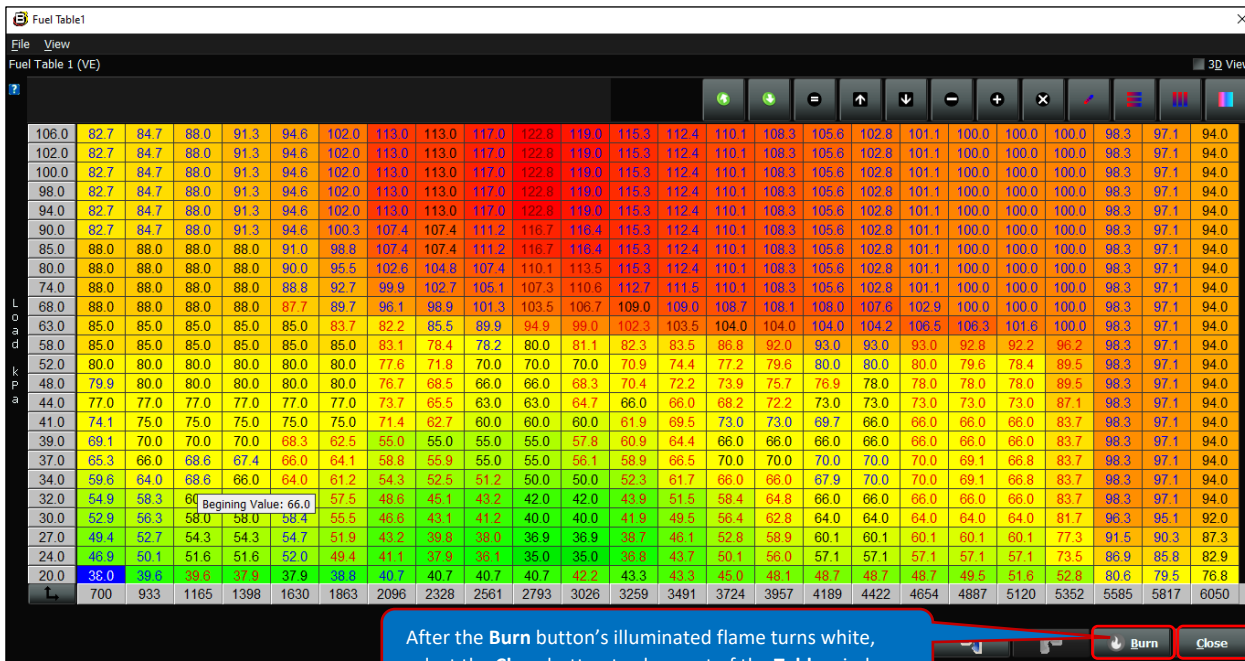 Fuel Table1
File View
Fuel Table 1 (VE)
3D View
106.0 82.7 84.7 88.0 91.3 94.6 102.0 113.0 113.0 117.0 122.8 119.0 115.3 112.4 110.1 108.3 105.6 102.8 101.1 100.0 100.0 100.0 98.3 97.1 94.0
102.0 82.7 84.7 88.0 91.3 94.6 102.0 113.0 113.0 117.0 122.8 119.0 115.3 112.4 110.1 108.3 105.6 102.8 101.1 100.0 100.0 100.0 98.3 97.1 94.0
100.0 82.7 84.7 88.0 91.3 94.6 102.0 113.0 113.0 117.0 122.8 119.0 115.3 112.4 110.1 108.3 105.6 102.8 101.1 100.0 100.0 100.0 98.3 97.1 94.0
98.0 82.7 84.7 88.0 91.3 94.6 102.0 113.0 113.0 117.0 122.8 119.0 115.3 112.4 110.1 108.3 105.6 102.8 101.1 100.0 100.0 100.0 98.3 97.1 94.0
94.0 82.7 84.7 88.0 91.3 94.6 102.0 113.0 113.0 117.0 122.8 119.0 115.3 112.4 110.1 108.3 105.6 102.8 101.1 100.0 100.0 100.0 98.3 97.1 94.0
90.0 82.7 84.7 88.0 91.3 94.6 100.3 107.4 107.4 111.2 116.7 116.4 115.3 112.4 110.1 108.3 105.6 102.8 101.1 100.0 100.0 100.0 98.3 97.1 94.0
85.0 88.0 88.0 88.0 88.0 91.0 98.8 107.4 107.4 111.2 116.7 116.4 115.3 112.4 110.1 108.3 105.6 102.8 101.1 100.0 100.0 100.0 98.3 97.1 94.0
80.0 88.0 88.0 88.0 88.0 90.0 95.5 102.6 104.8 107.4 110.1 113.5 115.3 112.4 110.1 108.3 105.6 102.8 101.1 100.0 100.0 100.0 98.3 97.1 94.0
74.0 88.0 88.0 88.0 88.0 88.8 92.7 99.9 102.7 105.1 107.3 110.6 112.7 111.5 110.1 108.3 105.6 102.8 101.1 100.0 100.0 100.0 98.3 97.1 94.0
68.0 88.0 88.0 88.0 88.0 87.7 89.7 96.1 98.9 101.3 103.5 106.7 109.0 109.0 108.7 108.1 108.0 107.6 102.9 100.0 100.0 100.0 98.3 97.1 94.0
63.0 85.0 85.0 85.0 85.0 85.0 83.7 82.2 85.5 89.9 94.9 99.0 102.3 103.5 104.0 104.0 104.0 104.2 106.5 106.3 101.6 100.0 98.3 97.1 94.0
58.0 85.0 85.0 85.0 85.0 85.0 85.0 83.1 78.4 78.2 80.0 81.1 82.3 83.5 86.8 92.0 93.0 93.0 93.0 92.8 92.2 96.2 98.3 97.1 94.0
52.0 80.0 80.0 80.0 80.0 80.0 80.0 77.6 71.8 70.0 70.0 70.0 70.9 74.4 77.2 79.6 80.0 80.0 80.0 79.6 78.4 89.5 98.3 97.1 94.0
48.0 79.9 80.0 80.0 80.0 80.0 80.0 76.7 68.5 66.0 66.0 68.3 70.4 72.2 73.9 75.7 76.9 78.0 78.0 78.0 78.0 89.5 98.3 97.1 94.0
44.0 77.0 77.0 77.0 77.0 77.0 77.0 73.7 65.5 63.0 63.0 64.7 66.0 66.0 68.2 72.2 73.0 73.0 73.0 73.0 73.0 87.1 98.3 97.1 94.0
41.0 74.1 75.0 75.0 75.0 75.0 75.0 71.4 62.7 60.0 60.0 60.0 61.9 69.5 73.0 73.0 69.7 66.0 66.0 66.0 66.0 83.7 98.3 97.1 94.0
39.0 69.1 70.0 70.0 70.0 68.3 62.5 55.0 55.0 55.0 55.0 57.8 60.9 64.4 66.0 66.0 66.0 66.0 66.0 66.0 66.0 83.7 98.3 97.1 94.0
37.0 65.3 66.0 68.6 67.4 66.0 64.1 58.8 55.9 55.0 55.0 56.1 58.9 66.5 70.0 70.0 70.0 70.0 70.0 69.1 66.8 83.7 98.3 97.1 94.0
34.0 59.6 64.0 68.6 66.0 64.0 61.2 54.3 52.5 51.2 50.0 50.0 52.3 61.7 66.0 66.0 67.9 70.0 70.0 69.1 66.8 83.7 98.3 97.1 94.0
32.0 54.9 58.3 60 Begining Value: 66.0 57.5 48.6 45.1 43.2 42.0 42.0 43.9 51.5 58.4 64.8 66.0 66.0 66.0 66.0 66.0 83.7 98.3 97.1 94.0
30.0 52.9 56.3 58.0 58.0 58.4 55.5 46.6 43.1 41.2 40.0 40.0 41.9 49.5 56.4 62.8 64.0 64.0 64.0 64.0 64.0 81.7 96.3 95.1 92.0
27.0 49.4 52.7 54.3 54.3 54.7 51.9 43.2 39.8 38.0 36.9 36.9 38.7 46.1 52.8 58.9 60.1 60.1 60.1 60.1 60.1 77.3 91.5 90.3 87.3
24.0 46.9 50.1 51.6 51.6 52.0 49.4 41.1 37.9 36.1 35.0 35.0 36.8 43.7 50.1 56.0 57.1 57.1 57.1 57.1 57.1 73.5 86.9 85.8 82.9
20.0 38.0 39.6 39.6 37.9 37.9 38.8 40.7 40.7 40.7 40.7 42.2 43.3 43.3 45.0 48.1 48.7 48.7 48.7 49.5 51.6 52.8 80.6 79.5 76.8
700 933 1165 1398 1630 1863 2096 2328 2561 2793 3026 3259 3491 3724 3957 4189 4422 4654 4887 5120 5352 5585 5817 6050
Load kPa
After the Burn button's illuminated flame turns white,
Burn Close